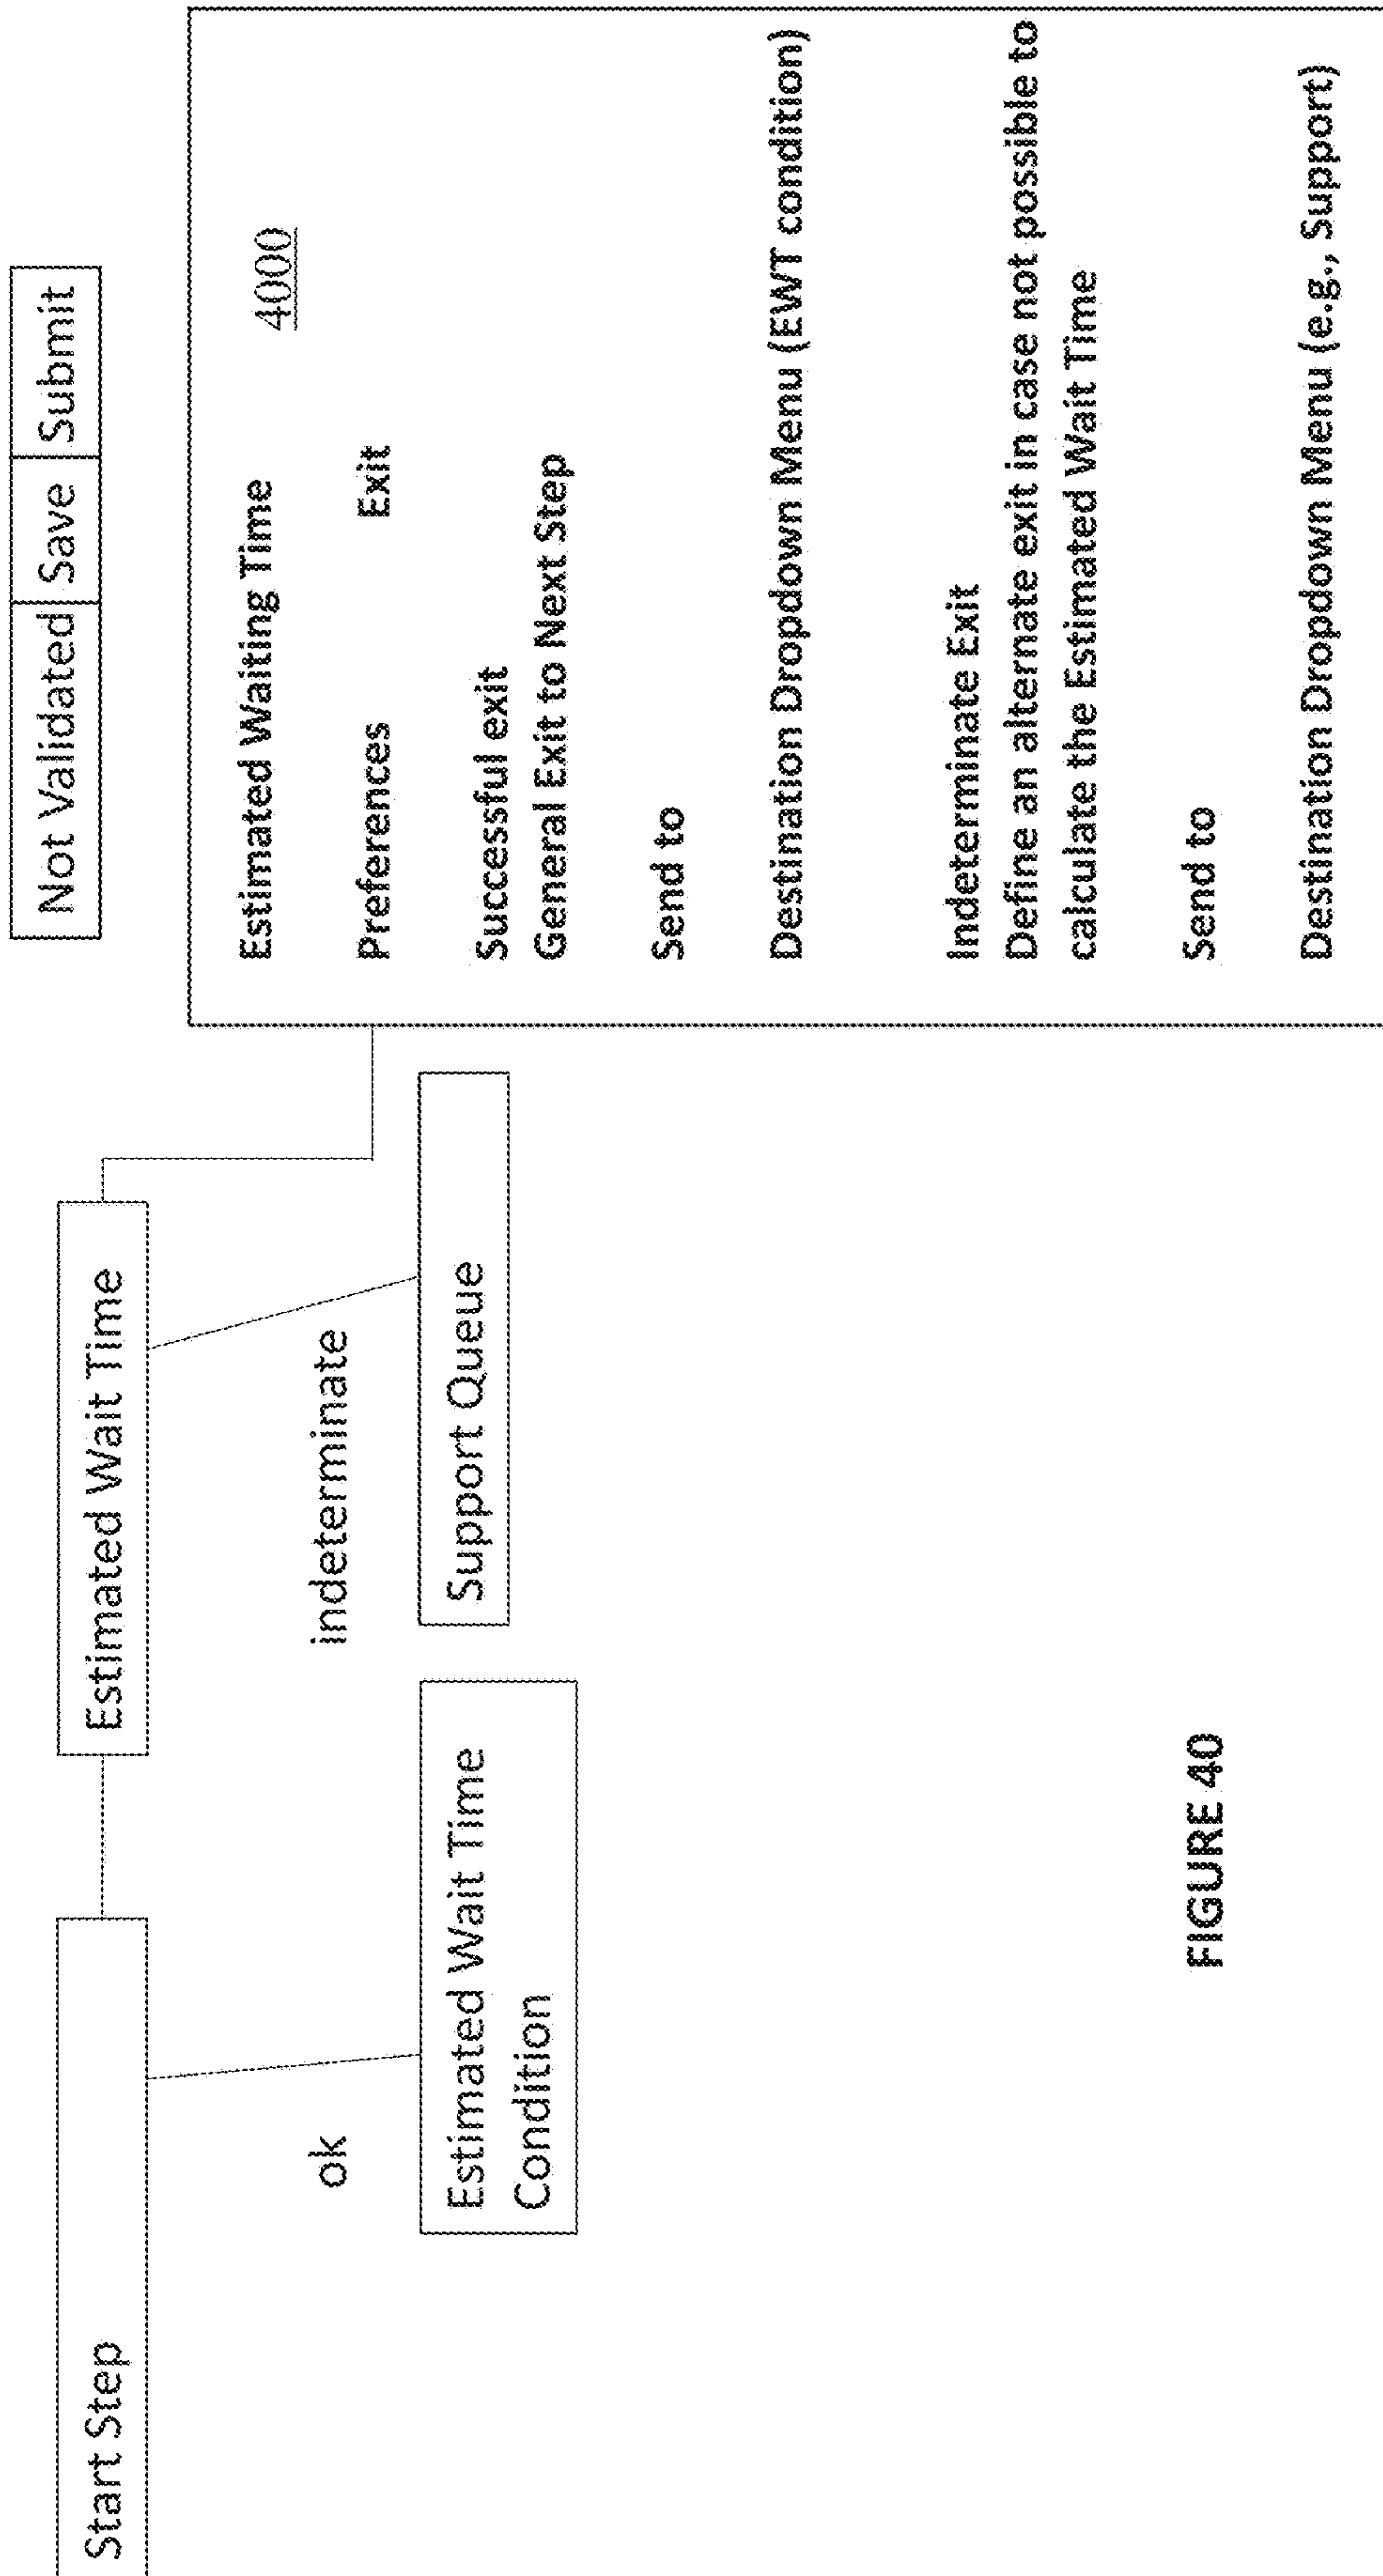 Not Validated Save Submit
Start Step
Estimated Wait Time
ok
indeterminate
Estimated Wait Time
Condition
Support Queue
Estimated Waiting Time
4000
Preferences Exit
Successful exit
General Exit to Next Step
Send to
Destination Dropdown Menu (EWT condition)
Indeterminate Exit
Define an alternate exit in case not possible to
calculate the Estimated Wait Time
Send to
Destination Dropdown Menu (e.g., Support)
FIGURE 40